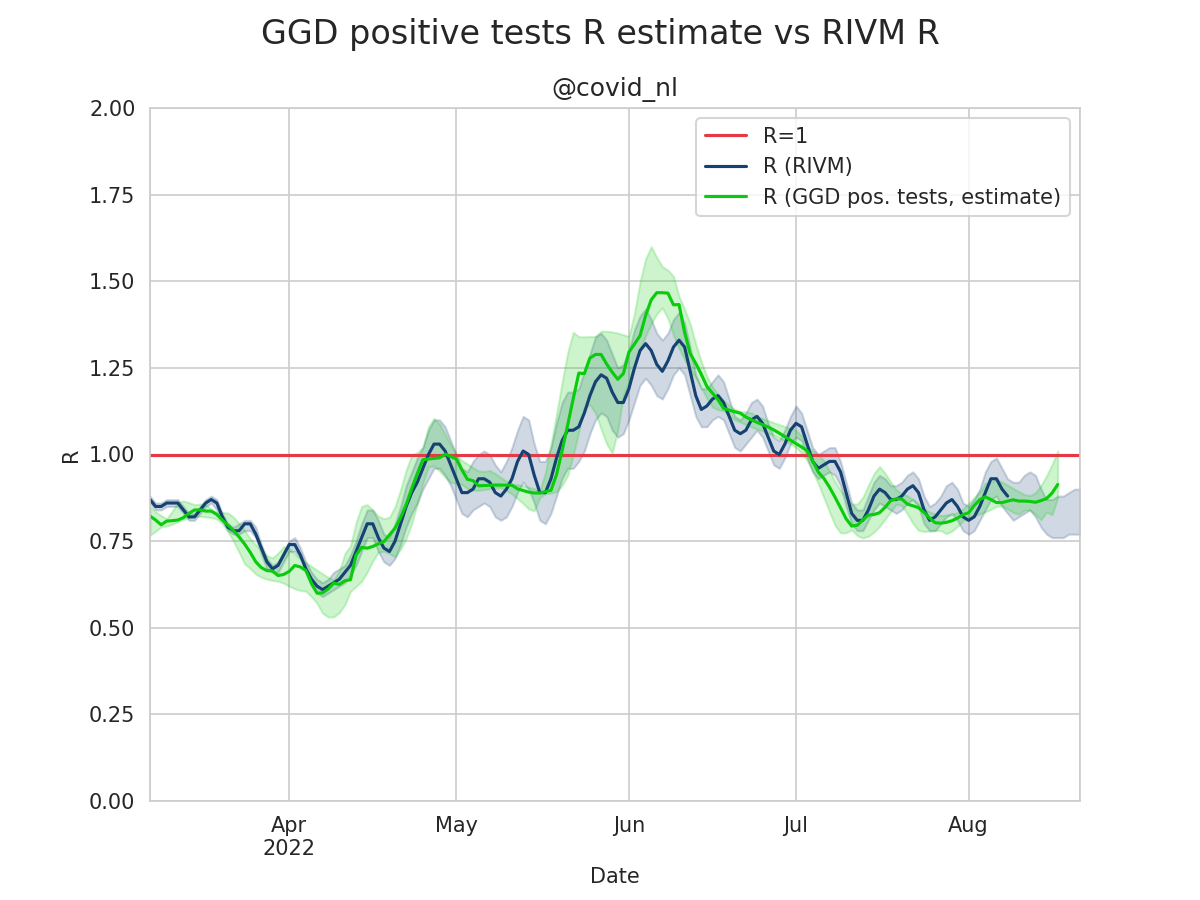 GGD positive tests R estimate vs RIVM R
@covid_nl
R=1
R (RIVM)
R (GGD pos. tests, estimate)
2.00
1.75
1.50
1.25
1.00
0.75
0.50
0.25
0.00
R
Apr
2022
May
Jun
Jul
Aug
Date